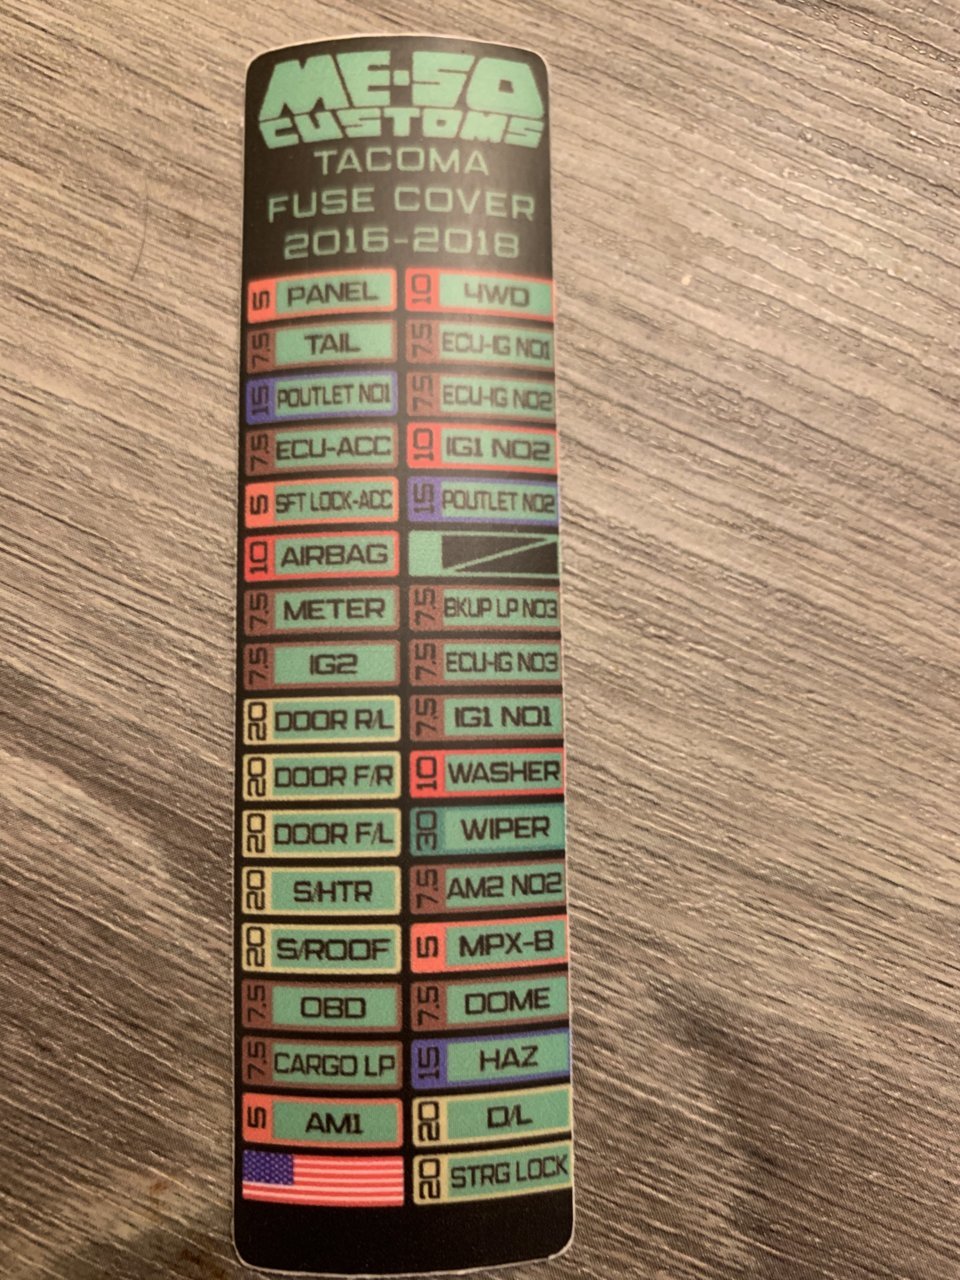 ME·SO
CUSTOMS
TACOMA
FUSE COVER
2016-2018
5 PANEL 10 4WD
7.5 TAIL 7.5 ECU-IG NO1
15 POUTLET NO1 7.5 ECU-IG NO2
7.5 ECU-ACC 10 IG1 NO2
5 SFT LOCK-ACC 15 POUTLET NO2
10 AIRBAG
7.5 METER 7.5 BKUP LP NO3
7.5 IG2 7.5 ECU-IG NO3
20 DOOR R/L 7.5 IG1 NO1
20 DOOR F/R 10 WASHER
20 DOOR F/L 30 WIPER
20 S/HTR 7.5 AM2 NO2
20 S/ROOF 5 MPX-B
7.5 OBD 7.5 DOME
7.5 CARGO LP 15 HAZ
5 AM1 20 D/L
20 STRG LOCK